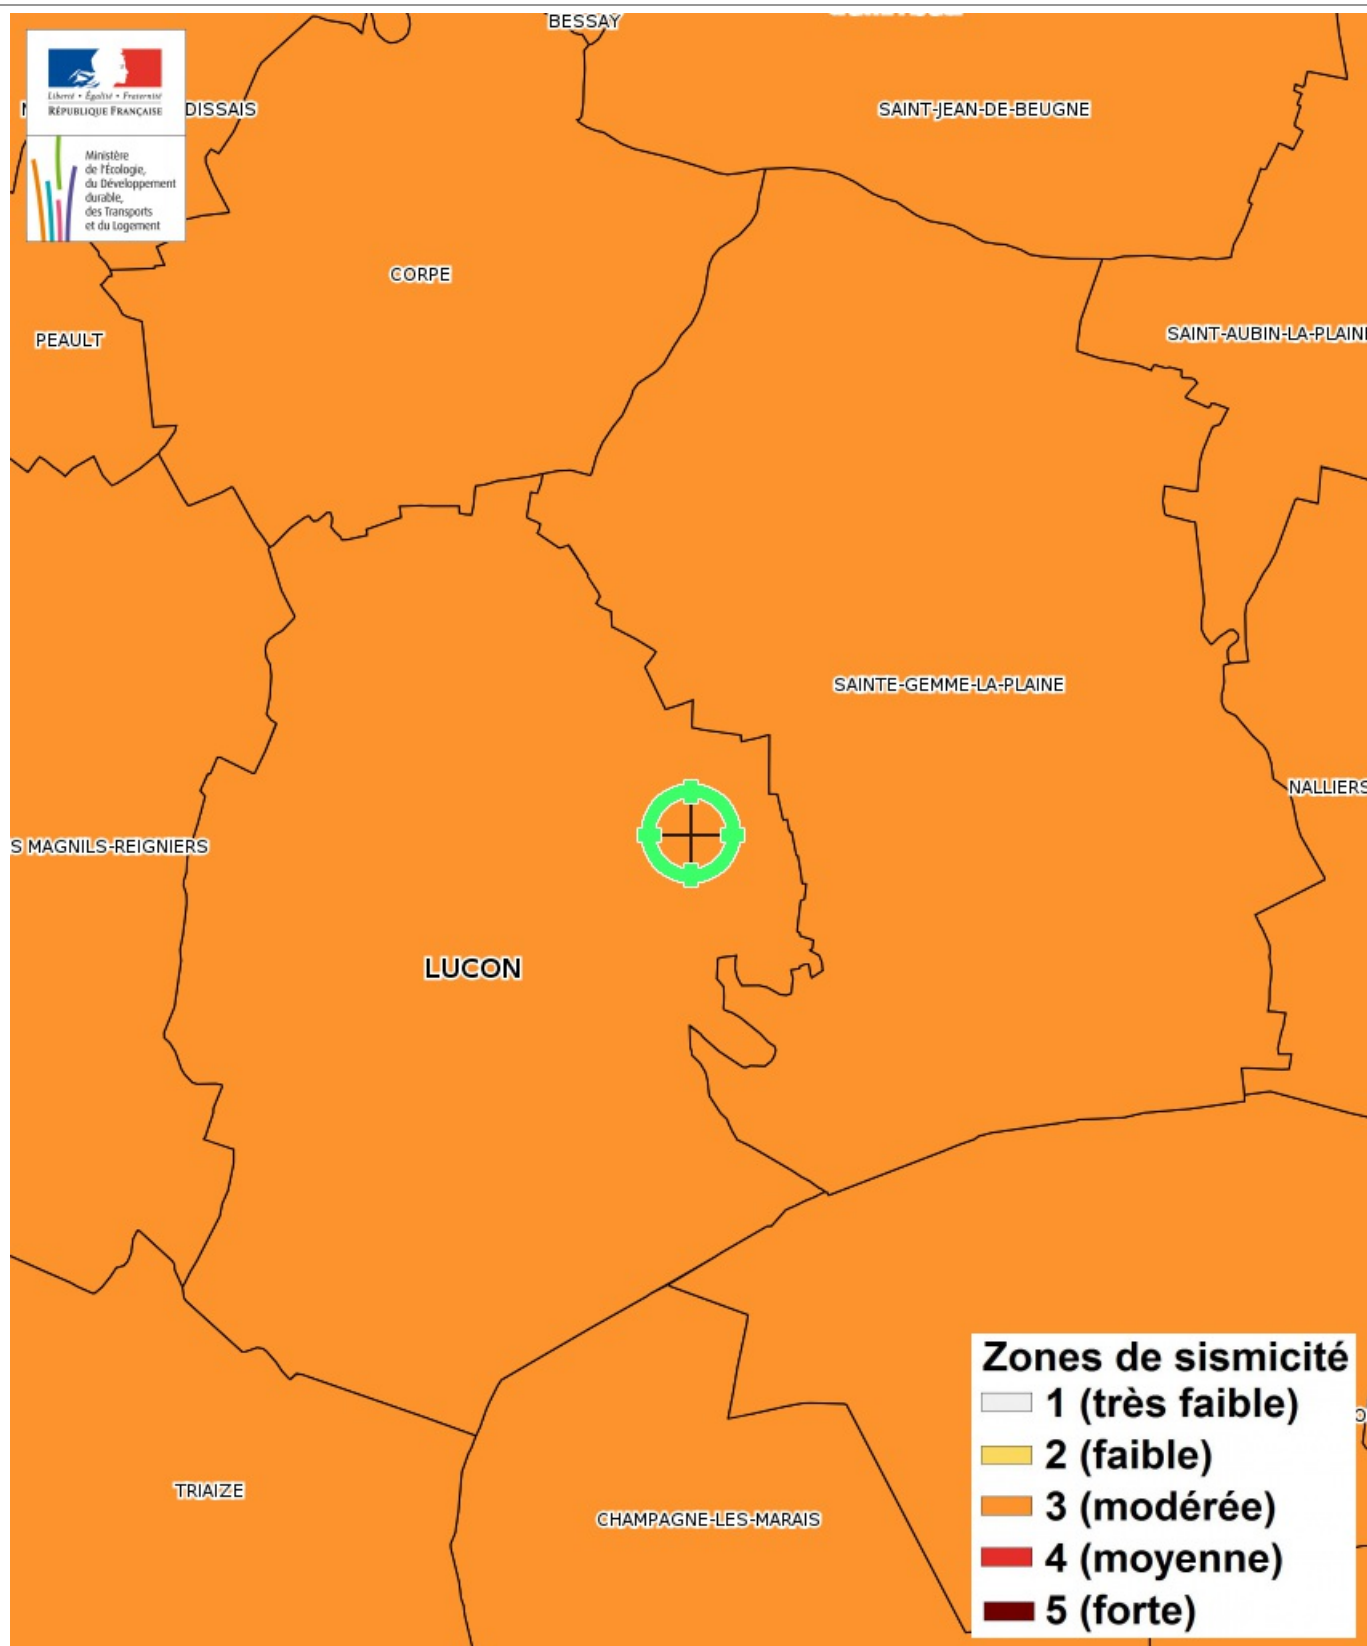 BESSAY
Liberté • Égalité • Fraternité
RÉPUBLIQUE FRANÇAISE
DISSAIS
SAINT-JEAN-DE-BEUGNE
Ministère
de l'Écologie,
du Développement
durable,
des Transports
et du Logement
CORPE
PEAULT
SAINT-AUBIN-LA-PLAINE
SAINTE-GEMME-LA-PLAINE
NALLIERS
S MAGNILS-REIGNIERS
LUCON
Zones de sismicité
1 (très faible)
2 (faible)
3 (modérée)
4 (moyenne)
5 (forte)
TRIAIZE
CHAMPAGNE-LES-MARAIS